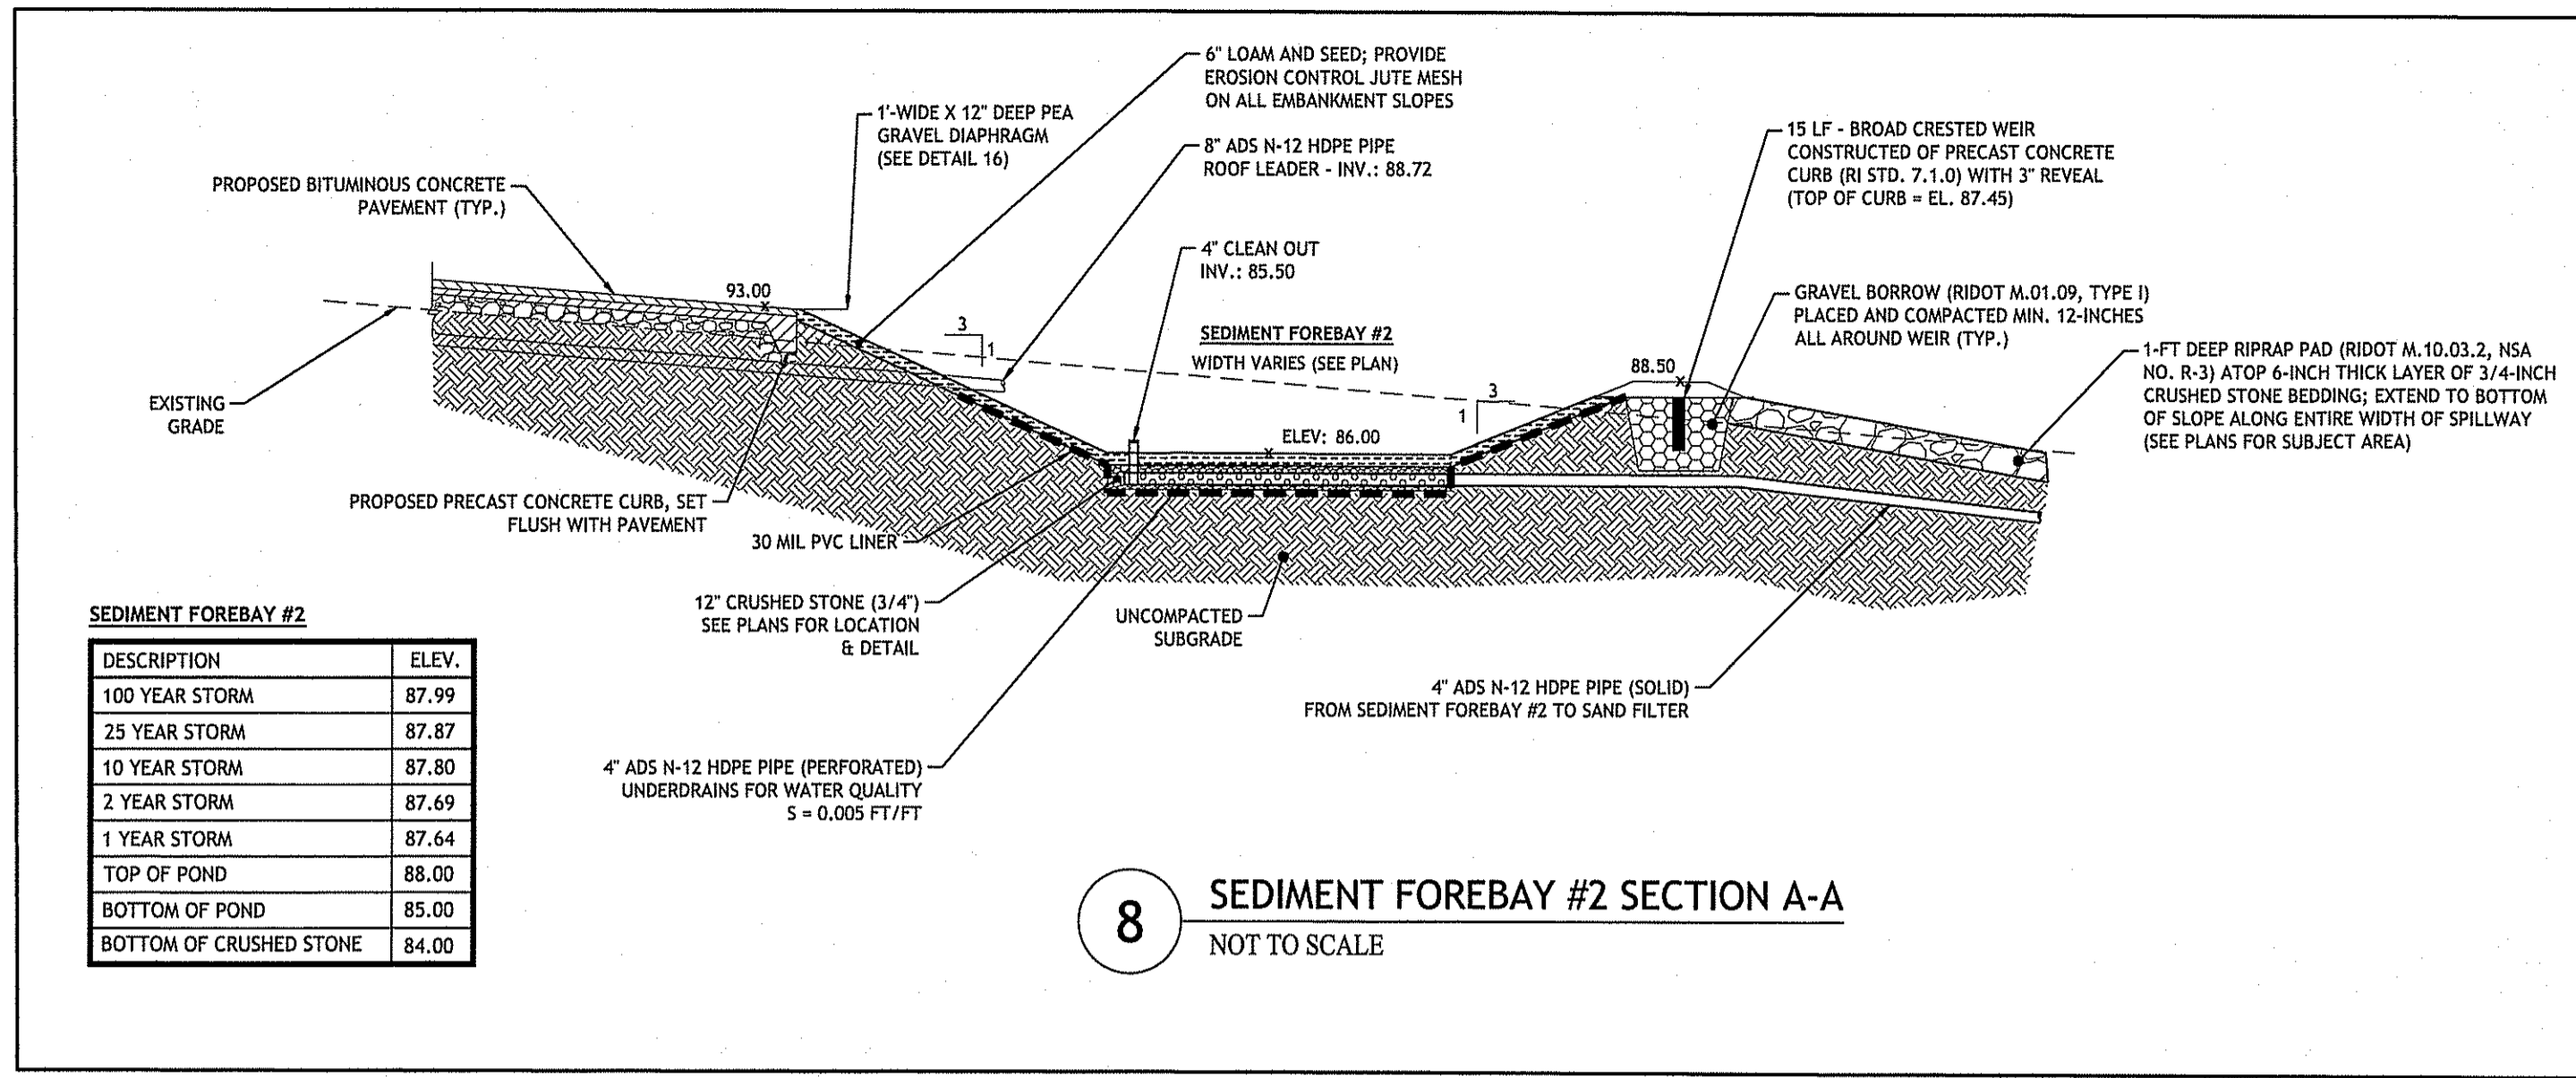 6" LOAM AND SEED; PROVIDE
EROSION CONTROL JUTE MESH
ON ALL EMBANKMENT SLOPES
1'-WIDE X 12" DEEP PEA
GRAVEL DIAPHRAGM
(SEE DETAIL 16)
8" ADS N-12 HDPE PIPE
ROOF LEADER - INV.: 88.72
15 LF - BROAD CRESTED WEIR
CONSTRUCTED OF PRECAST CONCRETE
CURB (RI STD. 7.1.0) WITH 3" REVEAL
(TOP OF CURB = EL. 87.45)
PROPOSED BITUMINOUS CONCRETE
PAVEMENT (TYP.)
4" CLEAN OUT
INV.: 85.50
93.00
GRAVEL BORROW (RIDOT M.01.09, TYPE I)
PLACED AND COMPACTED MIN. 12-INCHES
ALL AROUND WEIR (TYP.)
3
1
SEDIMENT FOREBAY #2
WIDTH VARIES (SEE PLAN)
88.50
1-FT DEEP RIPRAP PAD (RIDOT M.10.03.2, NSA
NO. R-3) ATOP 6-INCH THICK LAYER OF 3/4-INCH
CRUSHED STONE BEDDING; EXTEND TO BOTTOM
OF SLOPE ALONG ENTIRE WIDTH OF SPILLWAY
(SEE PLANS FOR SUBJECT AREA)
EXISTING
GRADE
3
1
ELEV: 86.00
PROPOSED PRECAST CONCRETE CURB, SET
FLUSH WITH PAVEMENT
30 MIL PVC LINER
12" CRUSHED STONE (3/4")
SEE PLANS FOR LOCATION
& DETAIL
UNCOMPACTED
SUBGRADE
4" ADS N-12 HDPE PIPE (SOLID)
FROM SEDIMENT FOREBAY #2 TO SAND FILTER
4" ADS N-12 HDPE PIPE (PERFORATED)
UNDERDRAINS FOR WATER QUALITY
S = 0.005 FT/FT
SEDIMENT FOREBAY #2
DESCRIPTION ELEV.
100 YEAR STORM 87.99
25 YEAR STORM 87.87
10 YEAR STORM 87.80
2 YEAR STORM 87.69
1 YEAR STORM 87.64
TOP OF POND 88.00
BOTTOM OF POND 85.00
BOTTOM OF CRUSHED STONE 84.00
8 SEDIMENT FOREBAY #2 SECTION A-A
NOT TO SCALE